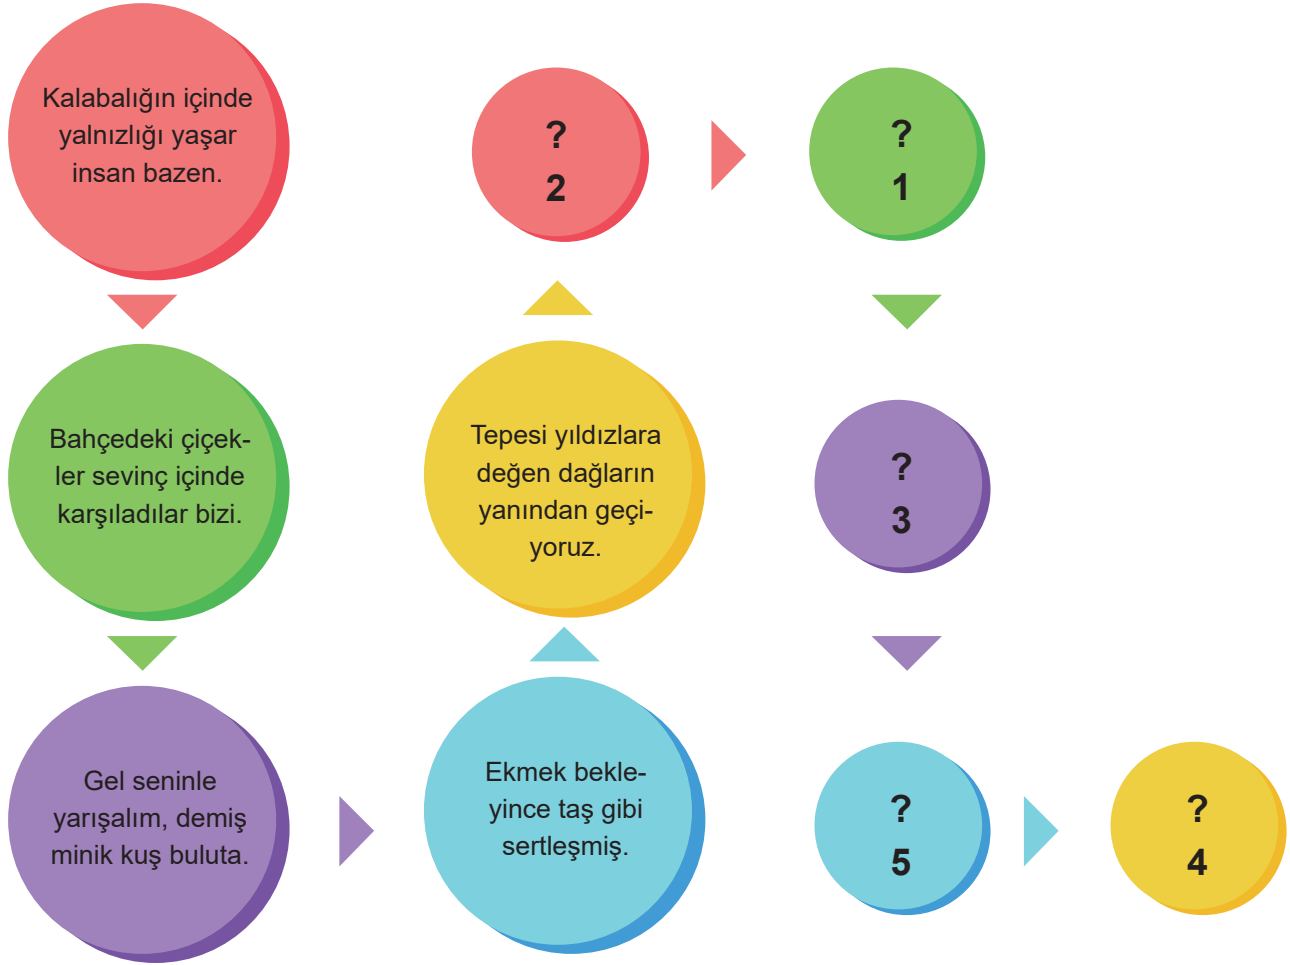 Kalabalığın içinde
yalnızlığı yaşar
insan bazen.
Bahçedeki çiçek-
ler sevinç içinde
karşıladılar bizi.
Gel seninle
yarışalım, demiş
minik kuş buluta.
Ekmek bekle-
yince taş gibi
sertleşmiş.
Tepesi yıldızlara
değen dağların
yanından geçi-
yoruz.
?
2
?
1
?
3
?
5
?
4